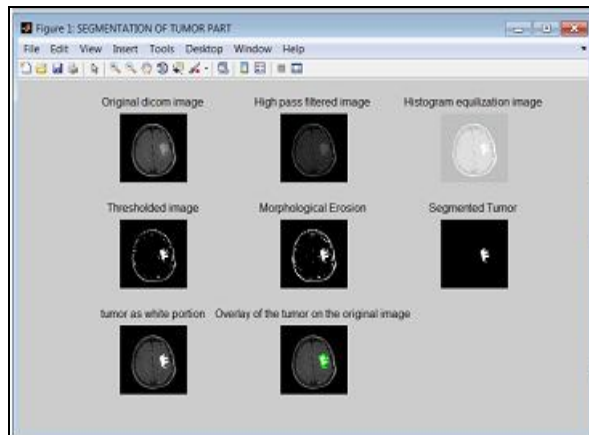 Figure 1: SEGMENTATION OF TUMOR PART
File Edit View Insert Tools Desktop Window Help
Original dicom image High pass filtered image Histogram equilization image
Thresholded image Morphological Erosion Segmented Tumor
tumor as white portion Overlay of the tumor on the original image